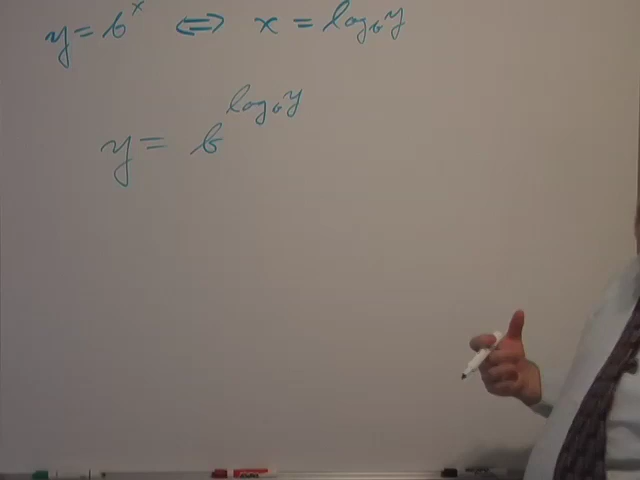 y = b^x ⇔ x = log_b y
y = b^{log_b y}